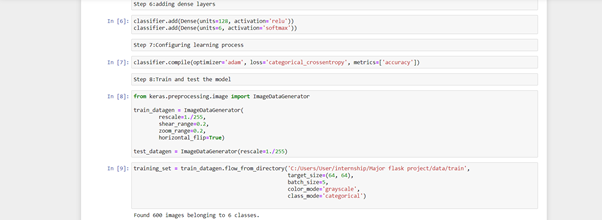 Step 6:adding dense layers
In [6]: classifier.add(Dense(units=128, activation='relu'))
classifier.add(Dense(units=6, activation='softmax'))
Step 7:Configuring learning process
In [7]: classifier.compile(optimizer='adam', loss='categorical_crossentropy', metrics=['accuracy'])
Step 8:Train and test the model
In [8]: from keras.preprocessing.image import ImageDataGenerator
train_datagen = ImageDataGenerator(
rescale=1./255,
shear_range=0.2,
zoom_range=0.2,
horizontal_flip=True)
test_datagen = ImageDataGenerator(rescale=1./255)
In [9]: training_set = train_datagen.flow_from_directory('C:/Users/User/internship/Major flask project/data/train',
target_size=(64, 64),
batch_size=5,
color_mode='grayscale',
class_mode='categorical')
Found 600 images belonging to 6 classes.